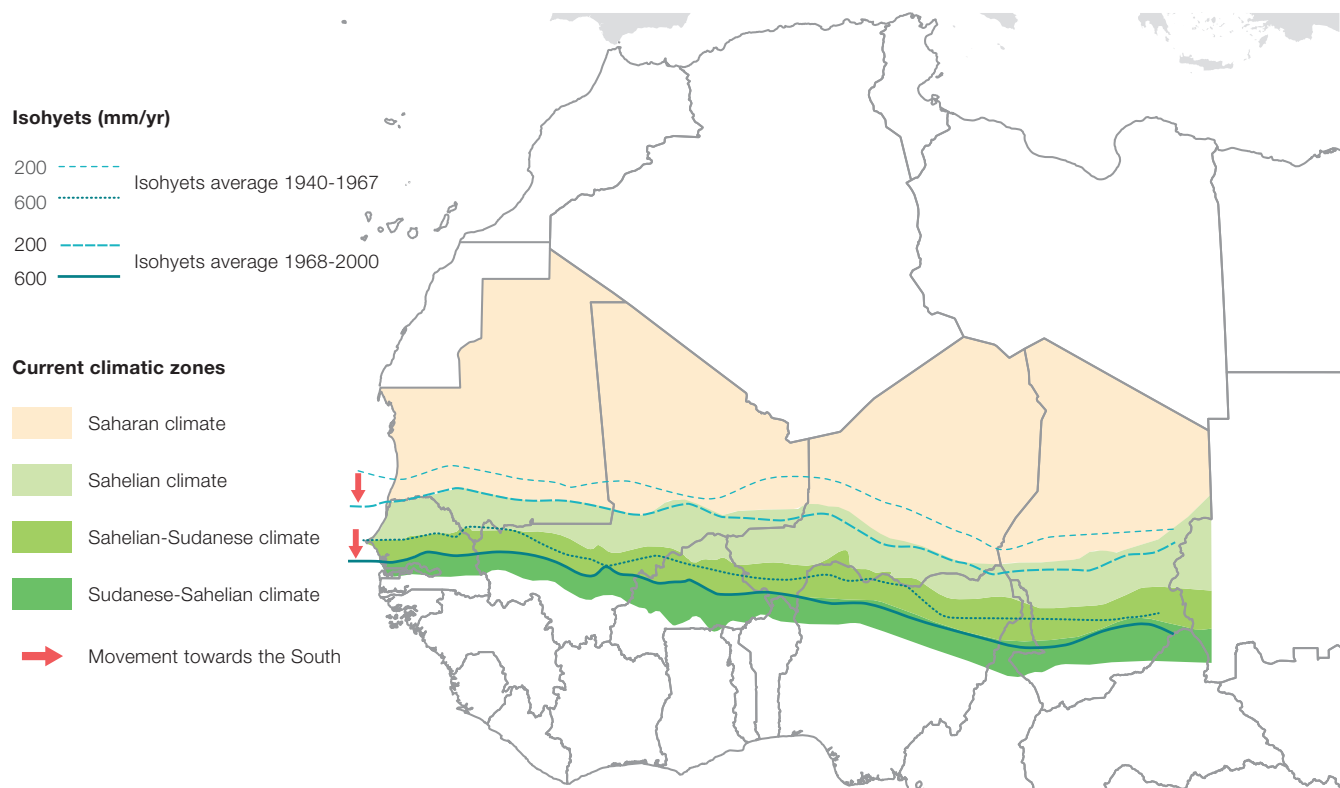 Isohyets (mm/yr)
200
Isohyets average 1940-1967
600
200
Isohyets average 1968-2000
600
Current climatic zones
Saharan climate
Sahelian climate
Sahelian-Sudanese climate
Sudanese-Sahelian climate
Movement towards the South